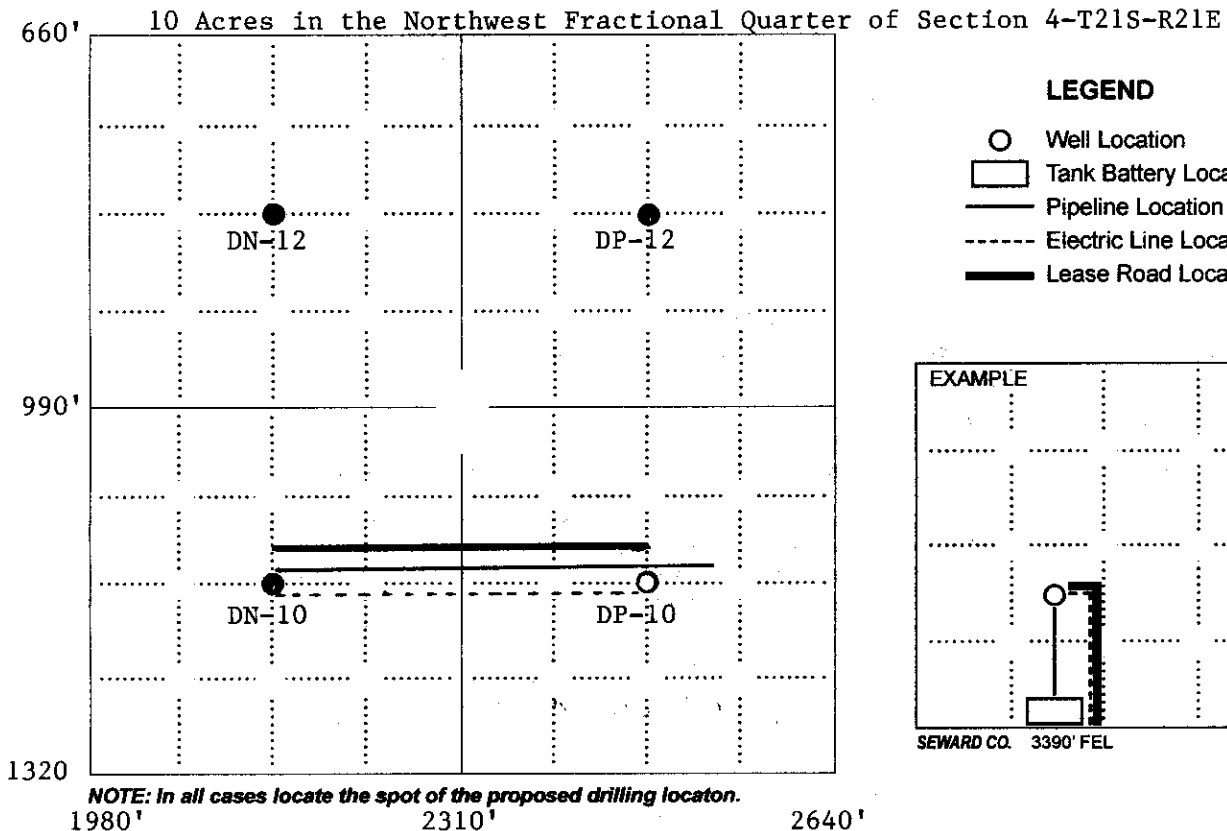 10 Acres in the Northwest Fractional Quarter of Section 4-T21S-R21E
660'
LEGEND
Well Location
Tank Battery Loca
Pipeline Location
Electric Line Loca
Lease Road Loca
DN-12
DP-12
EXAMPLE
990'
DN-10
DP-10
SEWARD CO. 3390' FEL
1320
NOTE: In all cases locate the spot of the proposed drilling locaton.
1980'
2310'
2640'